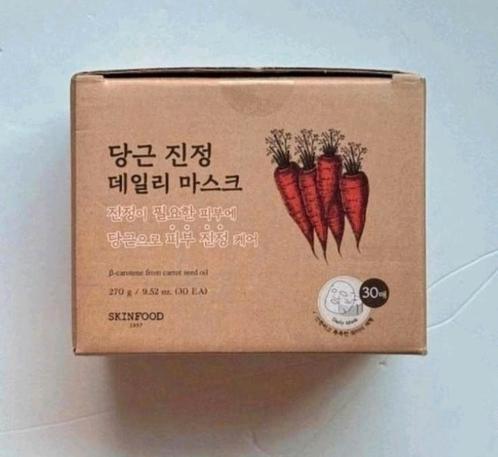 당근 진정
데일리 마스크
진정이 필요한 피부에
당근으로 피부 진정 케어
β-carotene from carrot seed oil
270 g / 9.52 oz. (30 EA)
SKINFOOD
1957
30매
Daily Mask